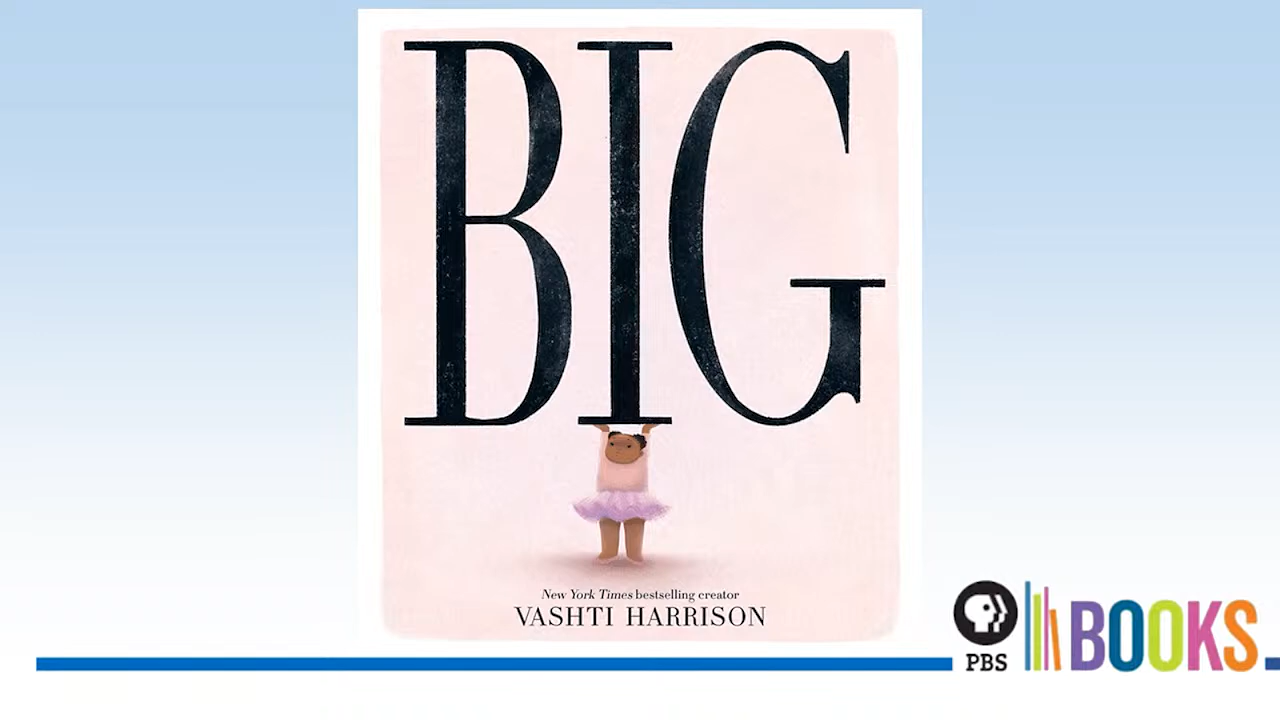 BIG
New York Times bestselling creator
VASHTI HARRISON
PBS
BOOKS